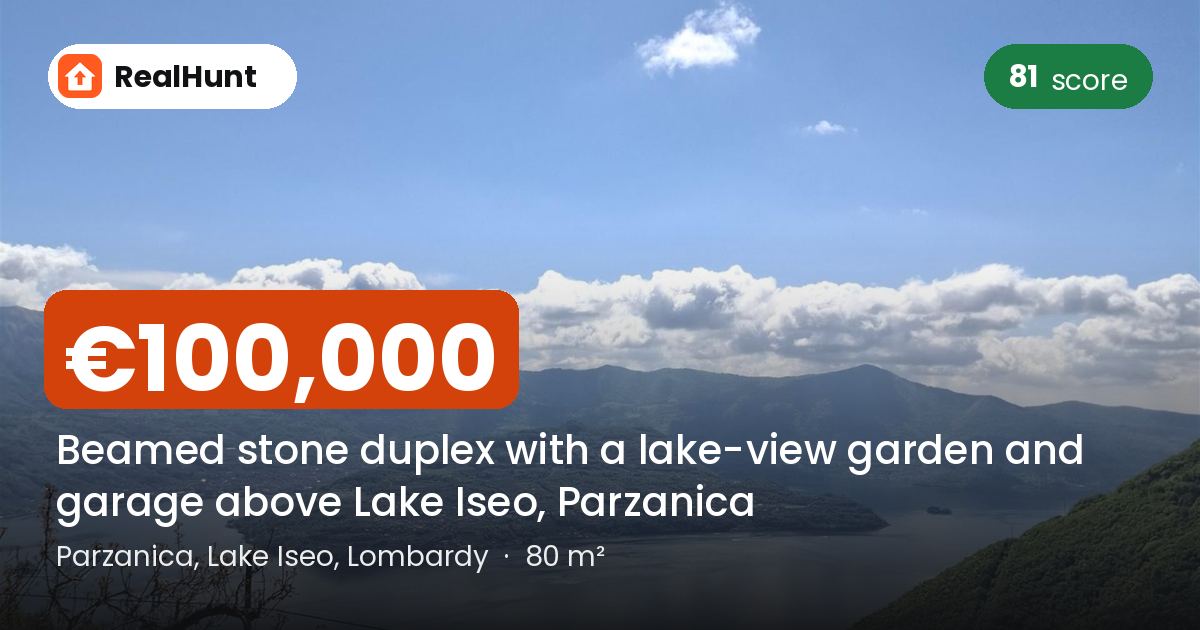 RealHunt
81 score
€100,000
Beamed stone duplex with a lake-view garden and
garage above Lake Iseo, Parzanica
Parzanica, Lake Iseo, Lombardy · 80 m²